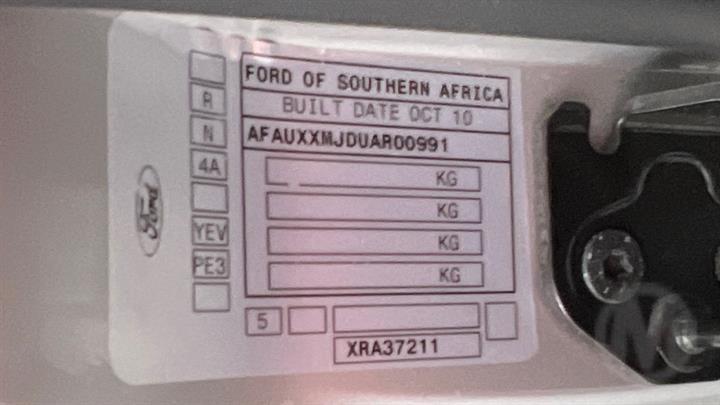 FORD OF SOUTHERN AFRICA
BUILT DATE OCT 10
AFAUXXMJDUAR00991
KG
KG
KG
KG
R
N
4A
YEV
PE3
Ford
5
XRA37211